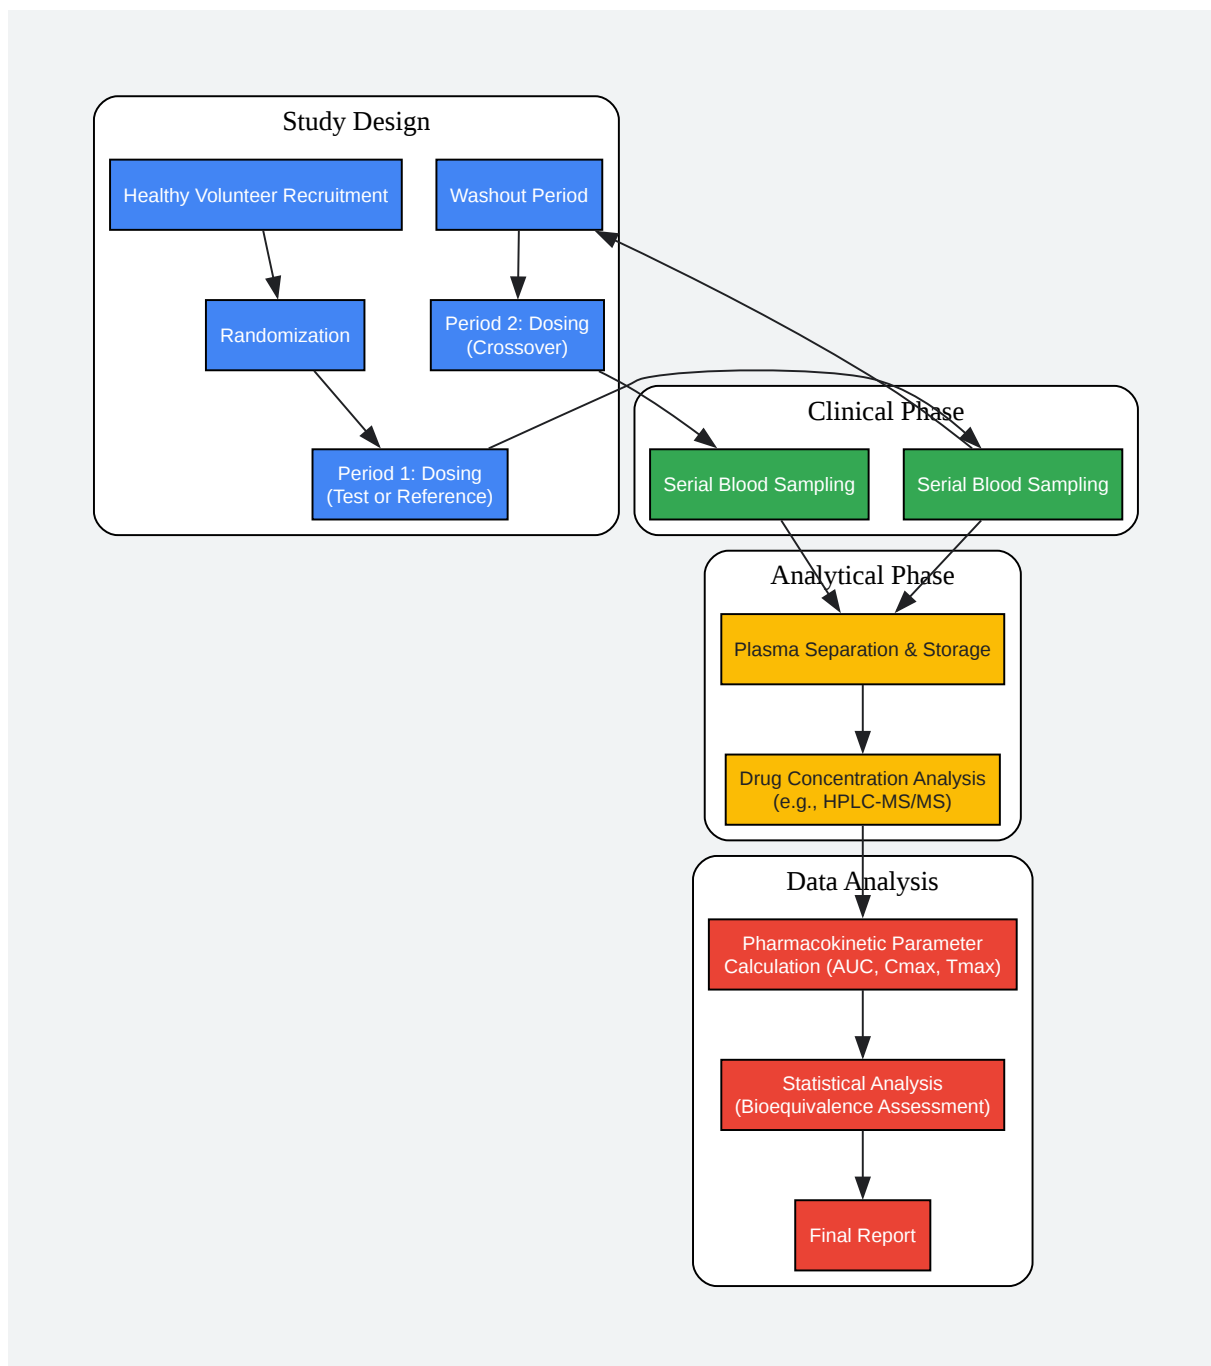 Study Design
Healthy Volunteer Recruitment
Washout Period
Randomization
Period 2: Dosing
(Crossover)
Period 1: Dosing
(Test or Reference)
Clinical Phase
Serial Blood Sampling
Serial Blood Sampling
Analytical Phase
Plasma Separation & Storage
Drug Concentration Analysis
(e.g., HPLC-MS/MS)
Data Analysis
Pharmacokinetic Parameter
Calculation (AUC, Cmax, Tmax)
Statistical Analysis
(Bioequivalence Assessment)
Final Report